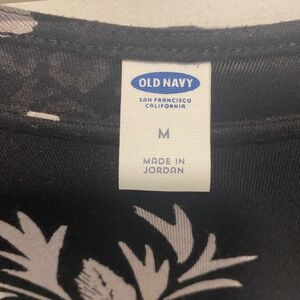 OLD NAVY
SAN FRANCISCO
CALIFORNIA
M
MADE IN
JORDAN